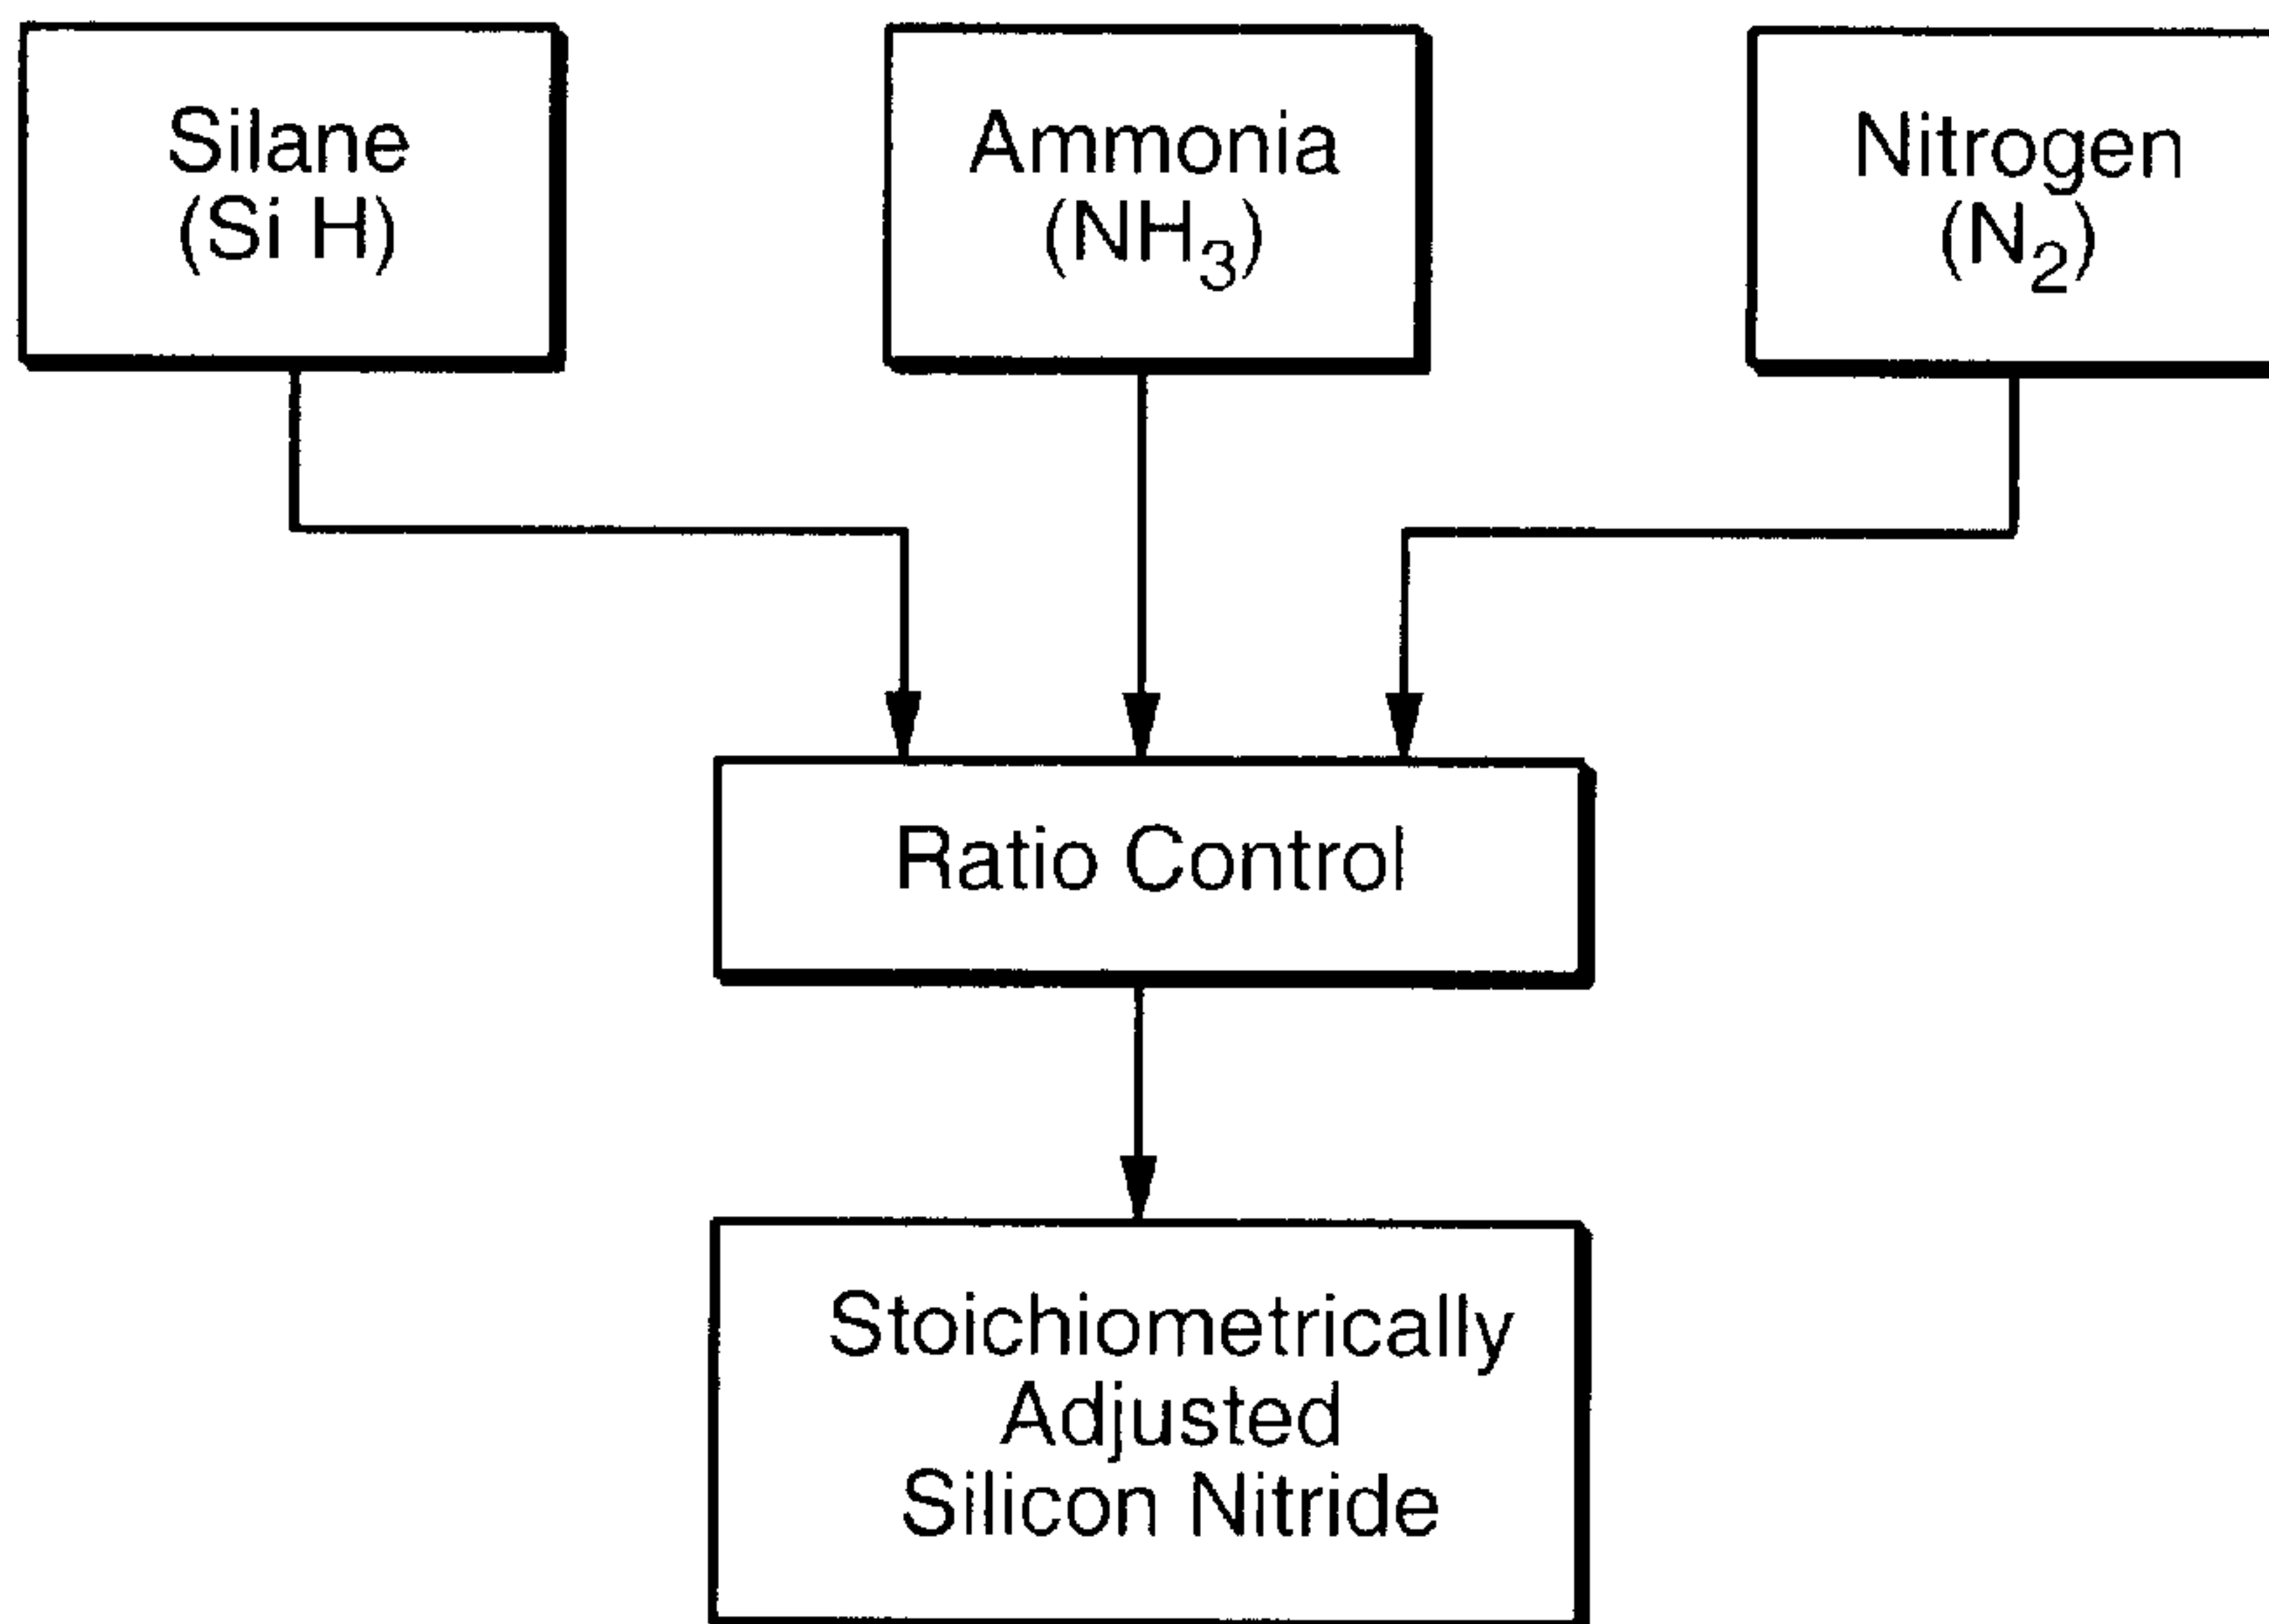 Silane
(Si H)
Ammonia
(NH₃)
Nitrogen
(N₂)
Ratio Control
Stoichiometrically
Adjusted
Silicon Nitride